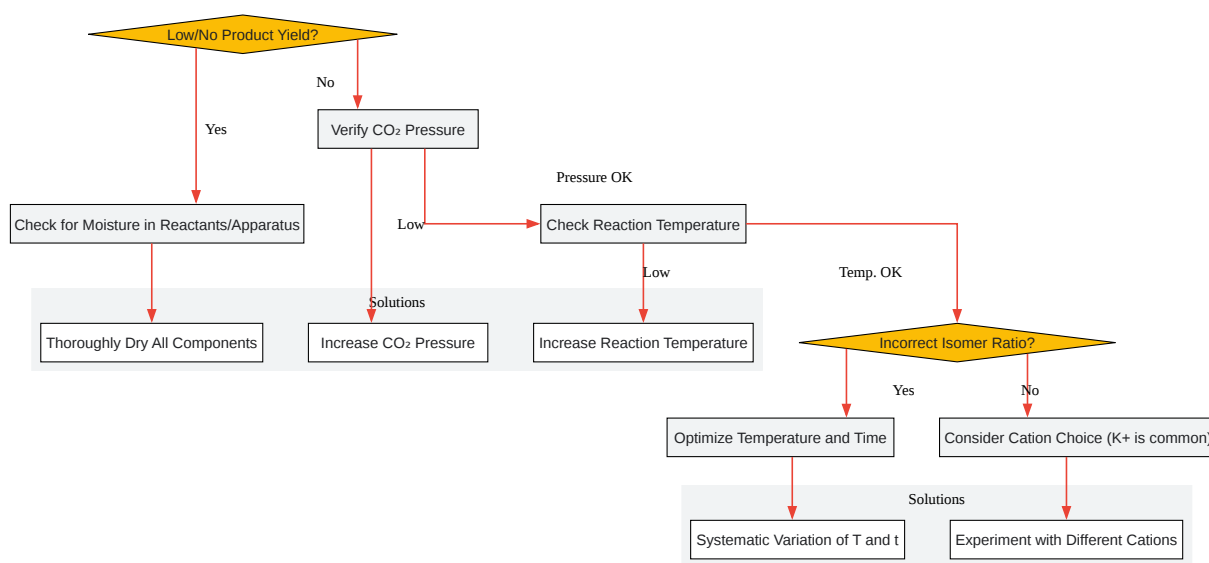 Low/No Product Yield?
No
Yes
Verify CO₂ Pressure
Pressure OK
Check for Moisture in Reactants/Apparatus
Low
Check Reaction Temperature
Low
Temp. OK
Solutions
Thoroughly Dry All Components
Increase CO₂ Pressure
Increase Reaction Temperature
Incorrect Isomer Ratio?
Yes
No
Optimize Temperature and Time
Consider Cation Choice (K+ is common)
Solutions
Systematic Variation of T and t
Experiment with Different Cations